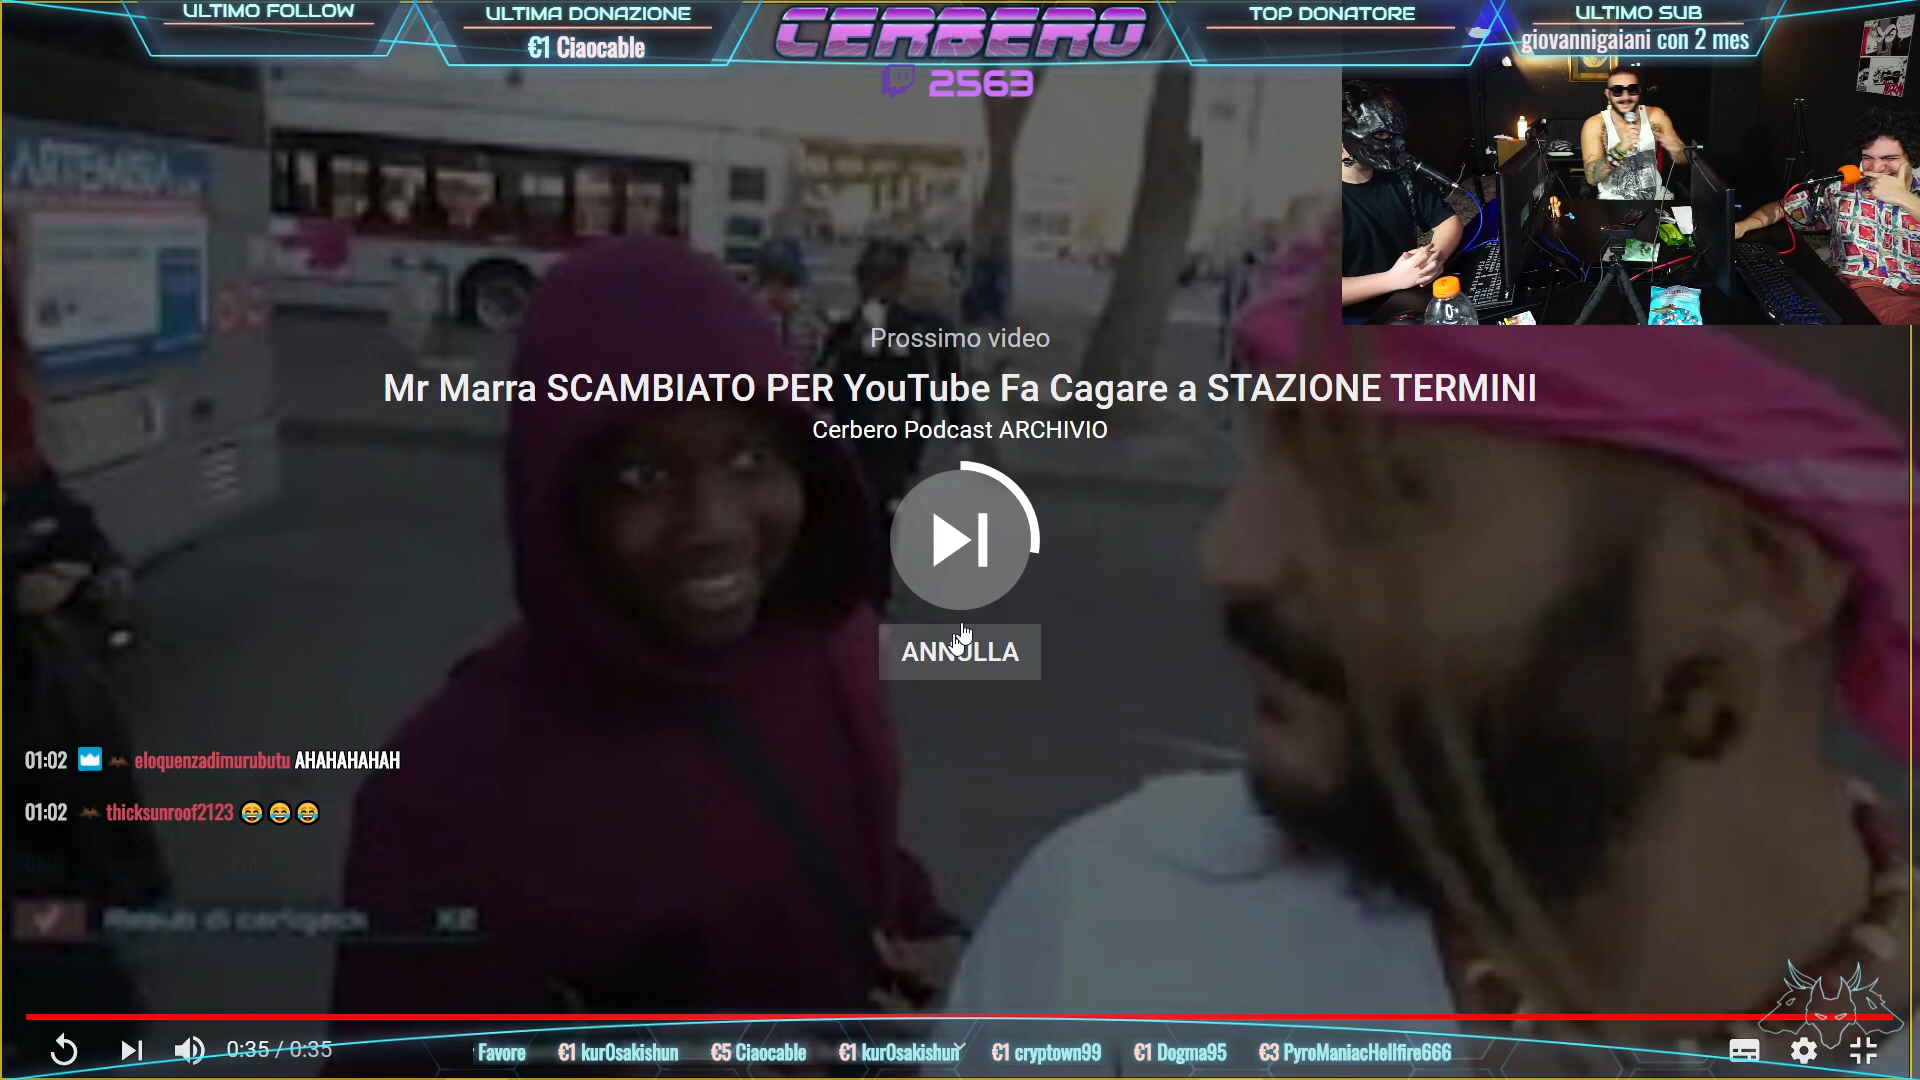 ULTIMO FOLLOW
ULTIMA DONAZIONE
€1 Ciaocable
CERBERO
2563
TOP DONATORE
ULTIMO SUB
giovannigaiani con 2 mes
ARTEMISIA
Prossimo video
Mr Marra SCAMBIATO PER YouTube Fa Cagare a STAZIONE TERMINI
Cerbero Podcast ARCHIVIO
ANNULLA
01:02 eloquenzadimurubutu AHAHAHAHAH
01:02 thicksunroof2123 😂😂😂
0:35 / 0:35
Favore €1 kur0sakishun €5 Ciaocable €1 kur0sakishun €1 cryptown99 €1 Dogma95 €3 PyroManiacHellfire666